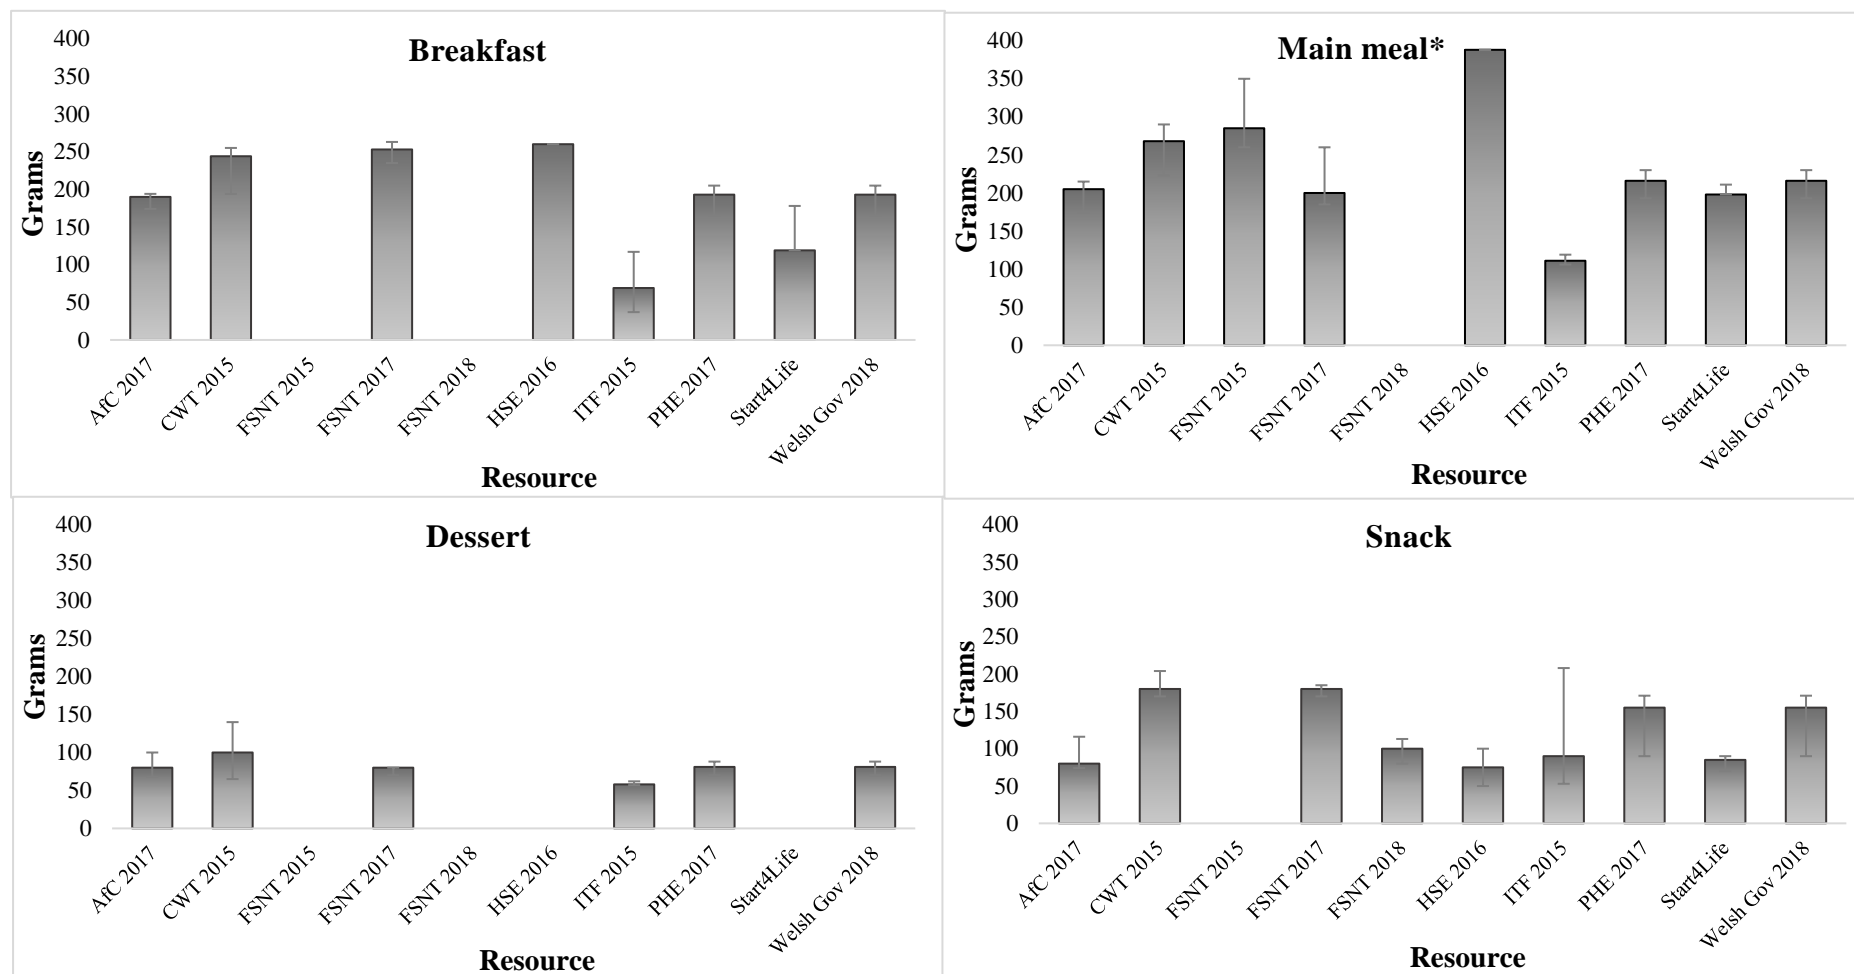 Breakfast
400
350
300
250
200
150
100
50
0
Grams
AfC 2017
CWT 2015
FSNT 2015
FSNT 2017
FSNT 2018
HSE 2016
ITF 2015
PHE 2017
Start4Life
Welsh Gov 2018
Resource
Main meal*
400
350
300
250
200
150
100
50
0
Grams
AfC 2017
CWT 2015
FSNT 2015
FSNT 2017
FSNT 2018
HSE 2016
ITF 2015
PHE 2017
Start4Life
Welsh Gov 2018
Resource
Dessert
400
350
300
250
200
150
100
50
0
Grams
AfC 2017
CWT 2015
FSNT 2015
FSNT 2017
FSNT 2018
HSE 2016
ITF 2015
PHE 2017
Start4Life
Welsh Gov 2018
Resource
Snack
400
350
300
250
200
150
100
50
0
Grams
AfC 2017
CWT 2015
FSNT 2015
FSNT 2017
FSNT 2018
HSE 2016
ITF 2015
PHE 2017
Start4Life
Welsh Gov 2018
Resource